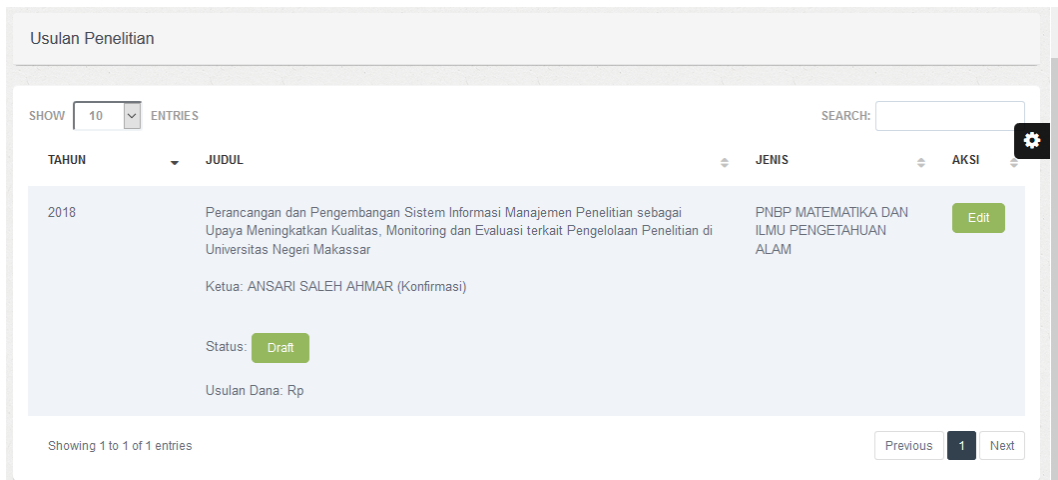 Usulan Penelitian
SHOW 10 ENTRIES SEARCH:
TAHUN JUDUL JENIS AKSI
2018 Perancangan dan Pengembangan Sistem Informasi Manajemen Penelitian sebagai PNBP MATEMATIKA DAN Edit
Upaya Meningkatkan Kualitas, Monitoring dan Evaluasi terkait Pengelolaan Penelitian di ILMU PENGETAHUAN
Universitas Negeri Makassar ALAM
Ketua: ANSARI SALEH AHMAR (Konfirmasi)
Status: Draft
Usulan Dana: Rp
Showing 1 to 1 of 1 entries Previous 1 Next